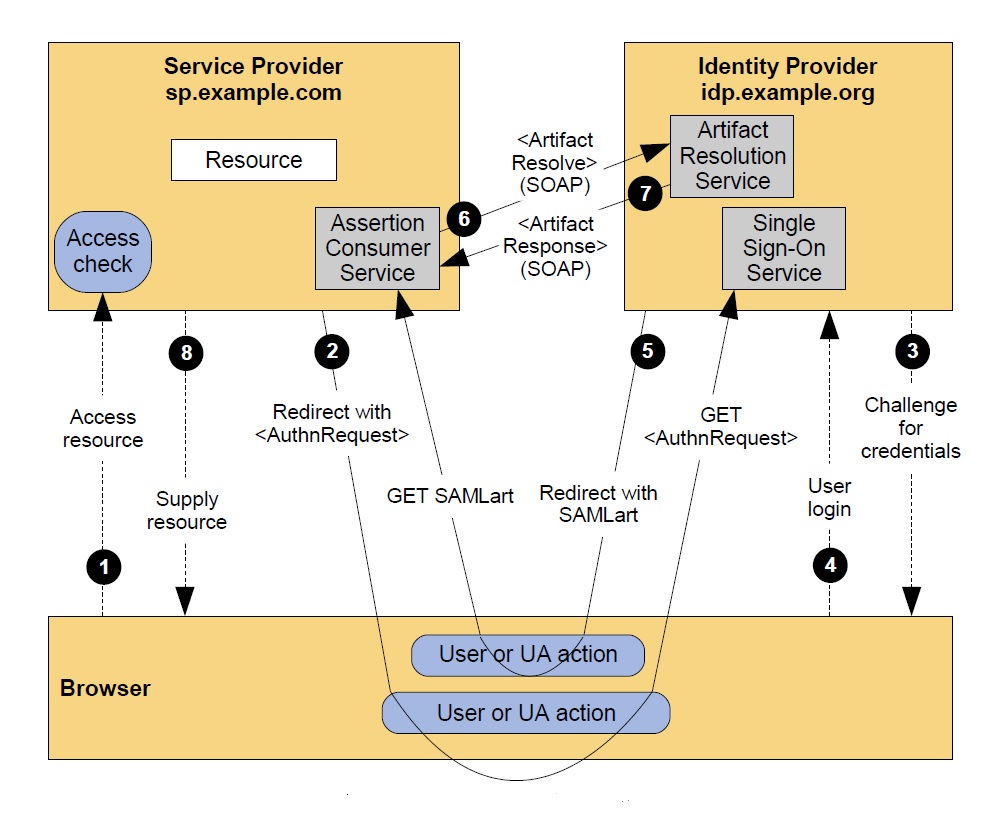 Service Provider
sp.example.com
Identity Provider
idp.example.org
Resource
Access
check
Assertion
Consumer
Service
<Artifact
Resolve>
(SOAP)
6
7
<Artifact
Response>
(SOAP)
Artifact
Resolution
Service
Single
Sign-On
Service
8
2
5
3
Access
resource
Redirect with
<AuthnRequest>
GET
<AuthnRequest>
Challenge
for
credentials
Supply
resource
GET SAMLart
Redirect with
SAMLart
User
login
1
4
User or UA action
Browser
User or UA action